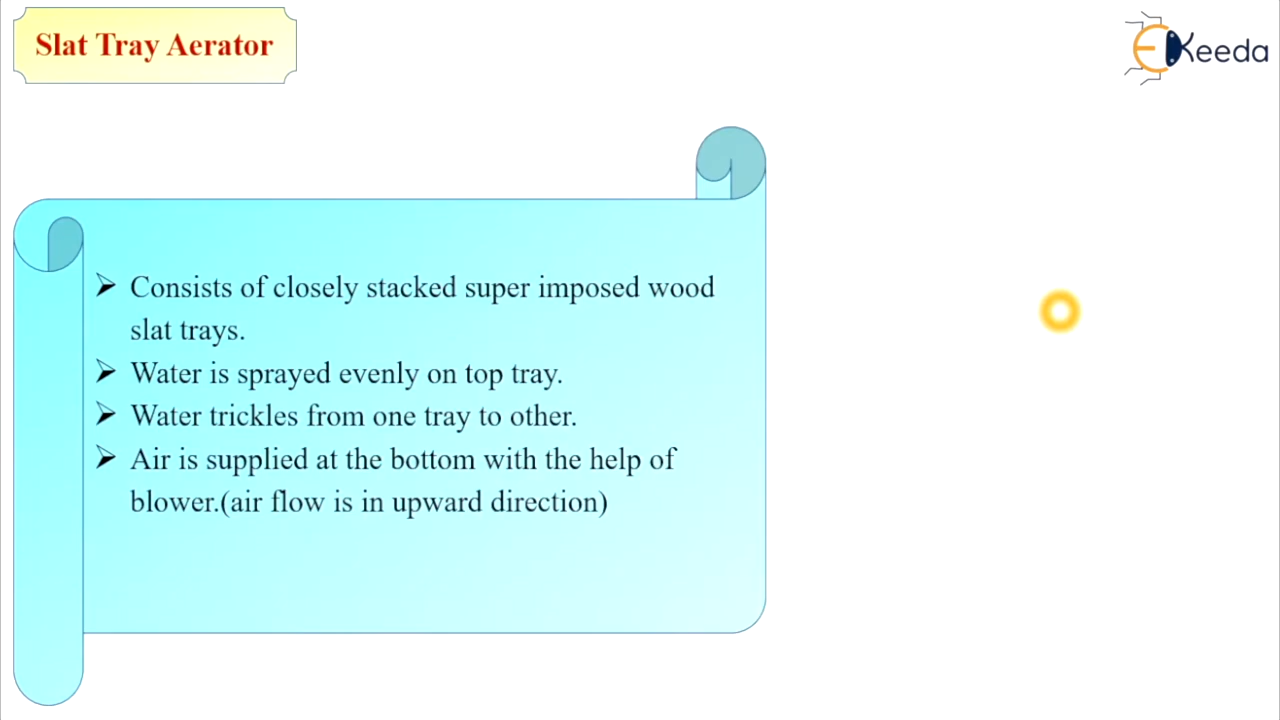 Slat Tray Aerator
EKeeda
➢ Consists of closely stacked super imposed wood
slat trays.
➢ Water is sprayed evenly on top tray.
➢ Water trickles from one tray to other.
➢ Air is supplied at the bottom with the help of
blower.(air flow is in upward direction)